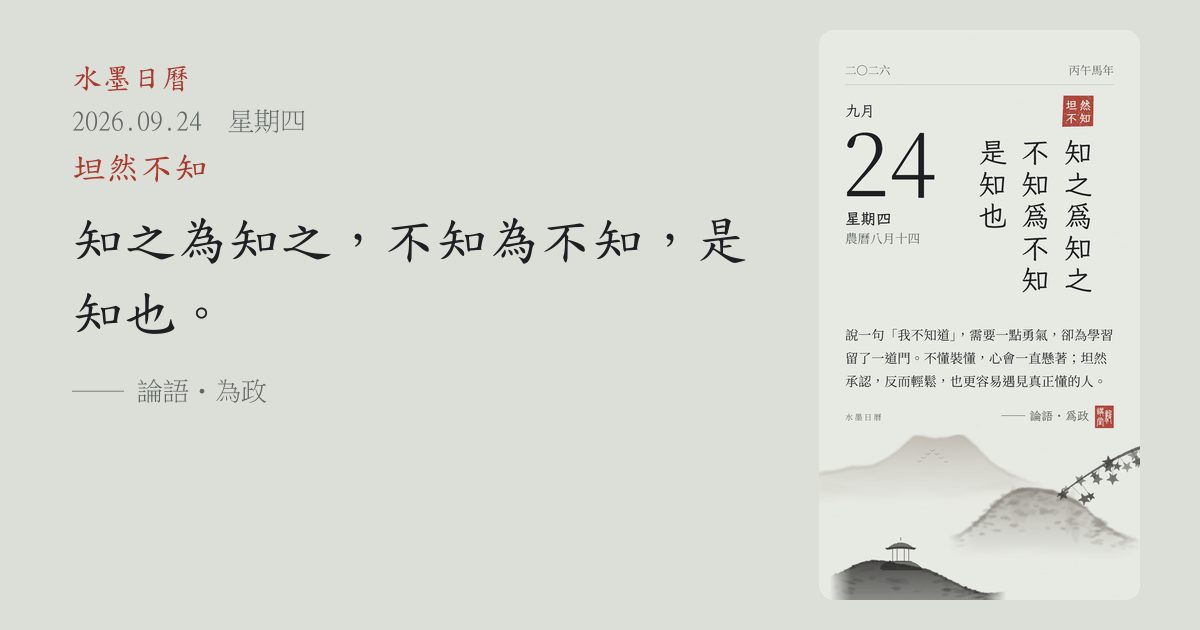 水墨日曆
2026.09.24 星期四
坦然不知
知之為知之，不知為不知，是
知也。
—— 論語・為政
二〇二六
丙午馬年
九月
24
星期四
農曆八月十四
坦然
不知
知之爲知之
不知爲不知
是知也
說一句「我不知道」，需要一點勇氣，卻為學習
留了一道門。不懂裝懂，心會一直懸著；坦然
承認，反而輕鬆，也更容易遇見真正懂的人。
水墨日曆
—— 論語・爲政